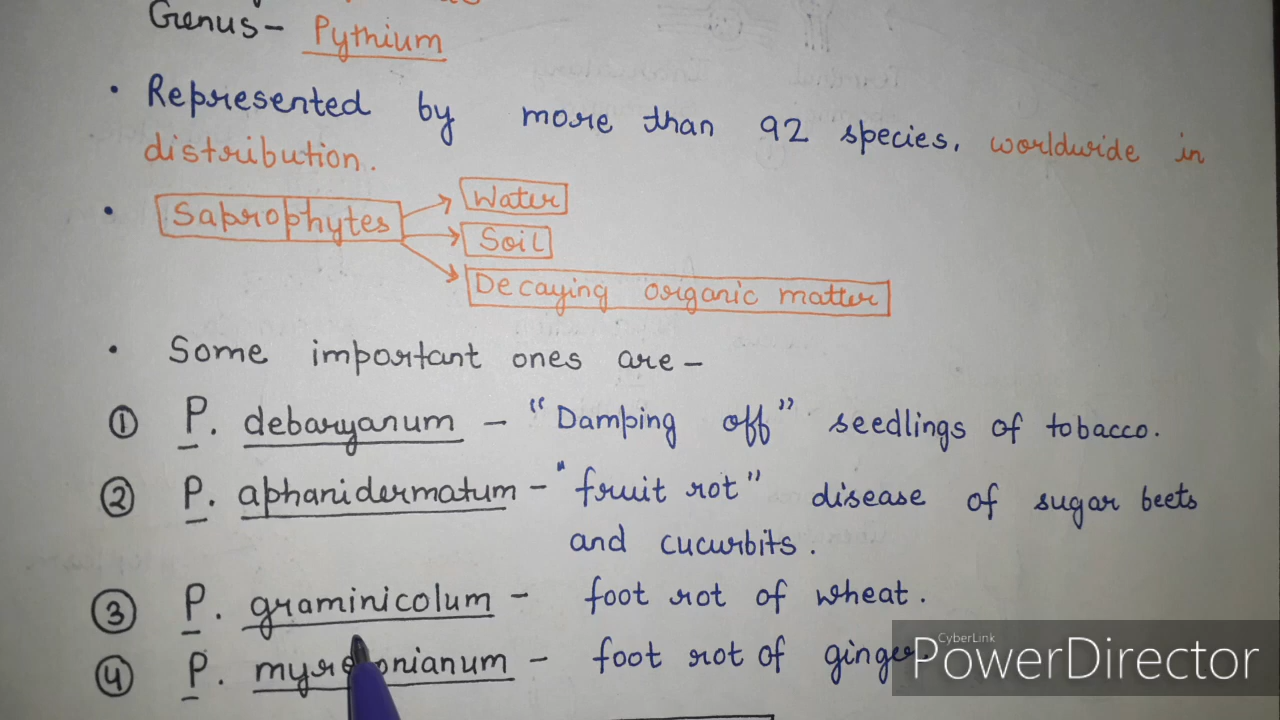 Genus- Pythium
• Represented by more than 92 species. worldwide in
distribution.
• Saprophytes
Water
Soil
Decaying organic matter
• Some important ones are -
① P. debaryanum - "Damping off" seedlings of tobacco.
② P. aphanidermatum - "fruit rot" disease of sugar beets
and cucurbits.
③ P. graminicolum - foot rot of wheat.
④ P. - foot rot of ginger
CyberLink
PowerDirector